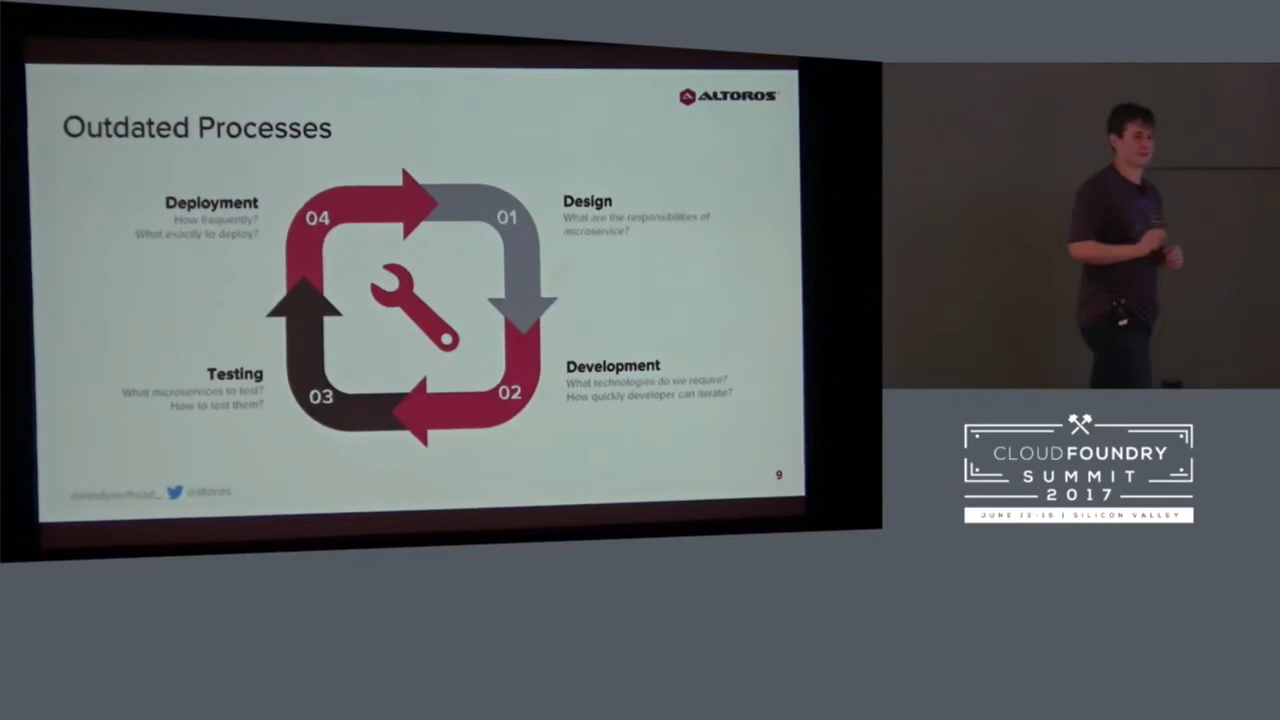 ALTOROS
Outdated Processes
Deployment
How frequently?
What exactly to deploy?
04
01
Design
What are the responsibilities of
microservice?
Testing
What microservices to test?
How to test them?
03
02
Development
What technologies do we require?
How quickly developer can iterate?
@altoros
9
CLOUDFOUNDRY
SUMMIT
2017
JUNE 13-15 | SILICON VALLEY